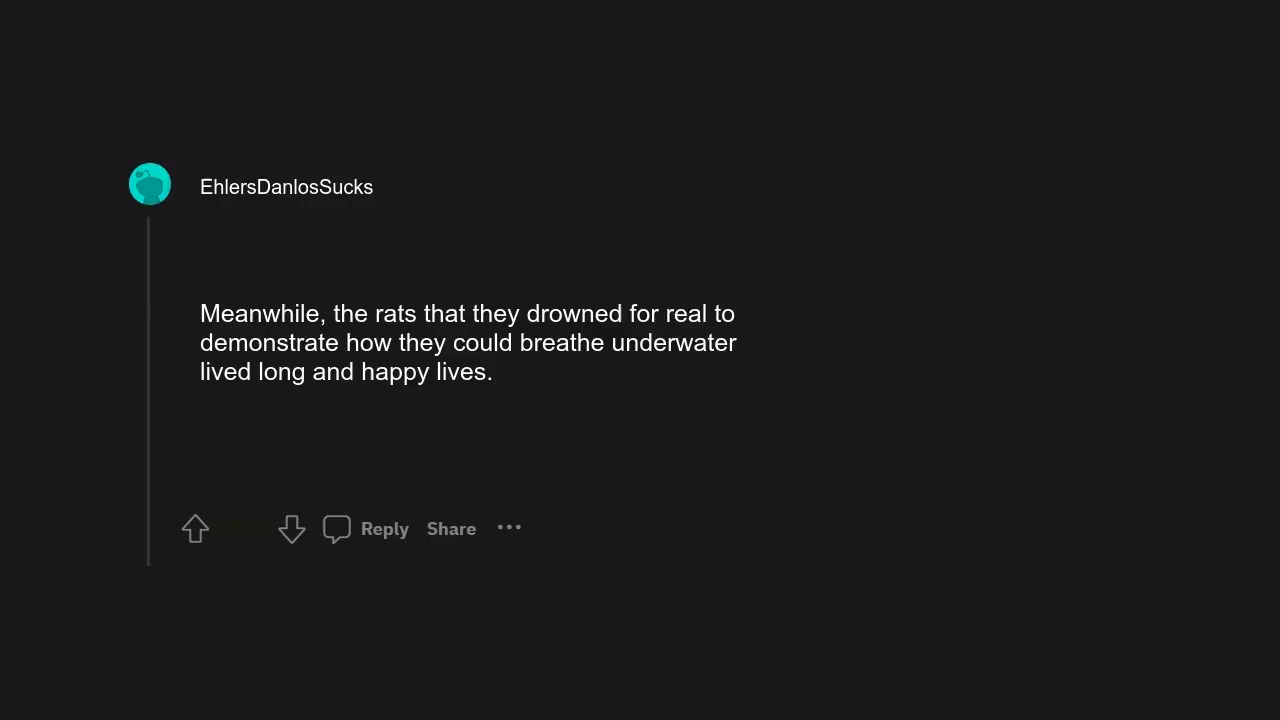 EhlersDanlosSucks
Meanwhile, the rats that they drowned for real to
demonstrate how they could breathe underwater
lived long and happy lives.
Reply Share